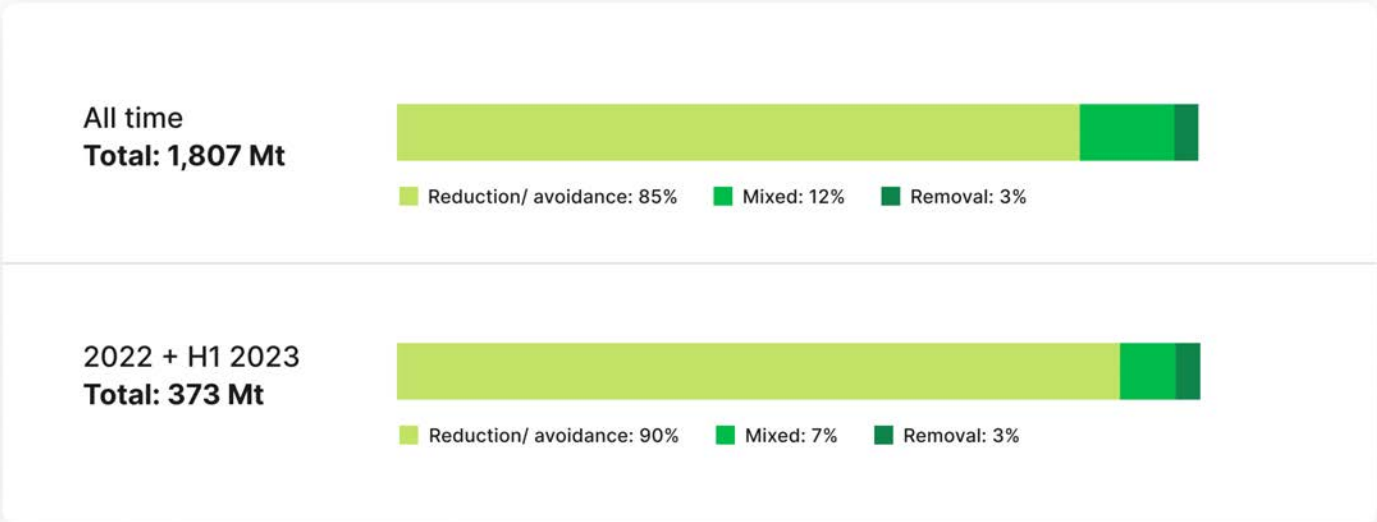 All time
Total: 1,807 Mt
Reduction/ avoidance: 85% Mixed: 12% Removal: 3%
2022 + H1 2023
Total: 373 Mt
Reduction/ avoidance: 90% Mixed: 7% Removal: 3%